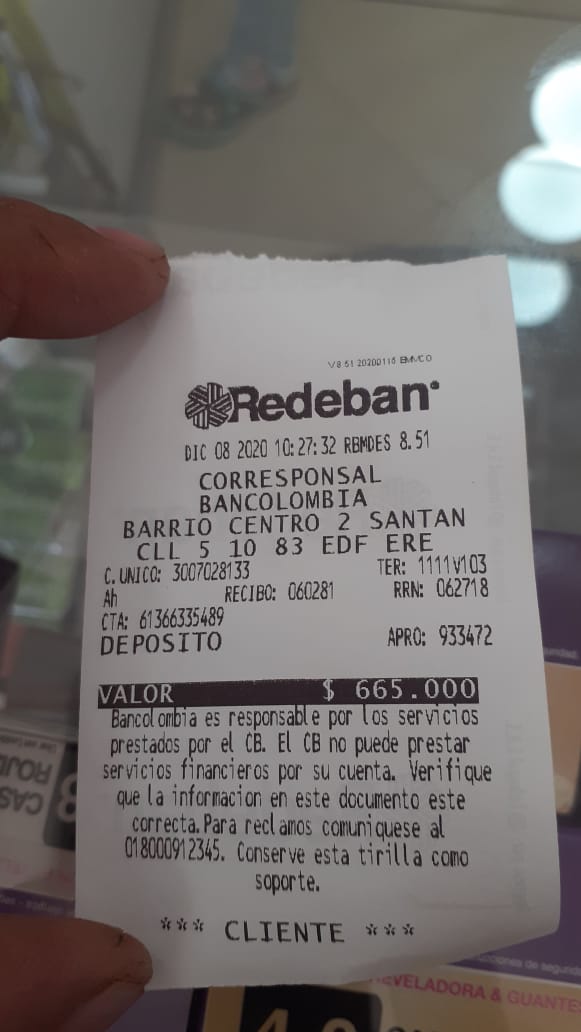 V8.51 20200116 EMVCO
Redeban
DIC 08 2020 10:27:32 RBMDES 8.51
CORRESPONSAL
BANCOLOMBIA
BARRIO CENTRO 2 SANTAN
CLL 5 10 83 EDF ERE
C. UNICO: 3007028133 TER: 1111V103
Ah RECIBO: 060281 RRN: 062718
CTA: 61366335489
DEPOSITO APRO: 933472
VALOR $ 665.000
Bancolombia es responsable por los servicios
prestados por el CB. El CB no puede prestar
servicios financieros por su cuenta. Verifique
que la informacion en este documento este
correcta.Para reclamos comuniquese al
018000912345. Conserve esta tirilla como
soporte.
*** CLIENTE ***
REVELADORA & GUANTES